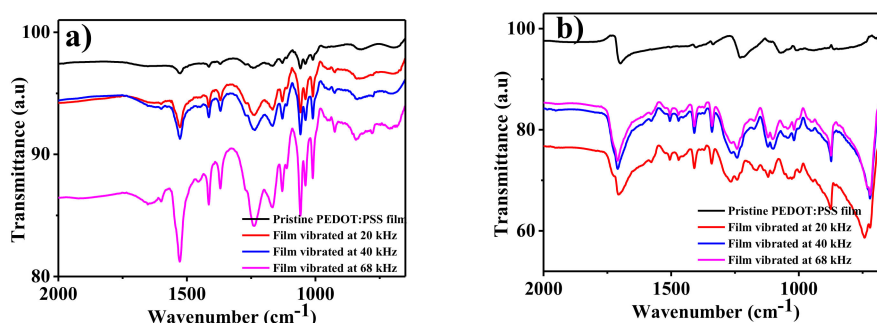 a)
100
90
80
Transmittance (a.u)
2000
1500
1000
Wavenumber (cm-1)
Pristine PEDOT:PSS film
Film vibrated at 20 kHz
Film vibrated at 40 kHz
Film vibrated at 68 kHz
b)
100
80
60
Transmittance (a.u)
2000
1500
1000
Wavenumber (cm-1)
Pristine PEDOT:PSS film
Film vibrated at 20 kHz
Film vibrated at 40 kHz
Film vibrated at 68 kHz